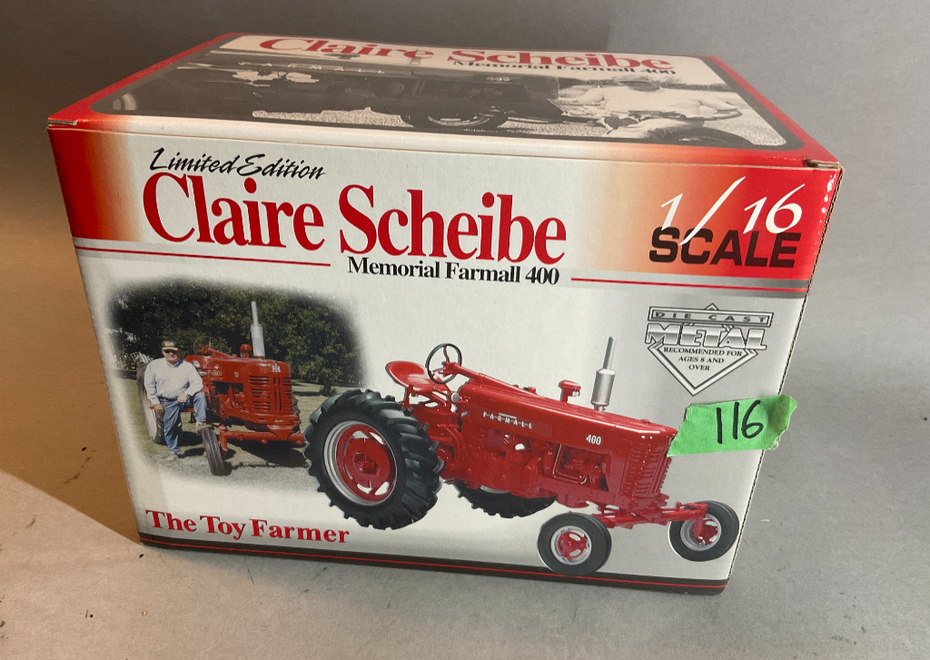 Claire Scheibe
Memorial Farmall 400
Limited Edition
Claire Scheibe
Memorial Farmall 400
1/16
SCALE
DIE CAST
METAL
RECOMMENDED FOR
AGES 8 AND
OVER
116
FARMALL
400
The Toy Farmer